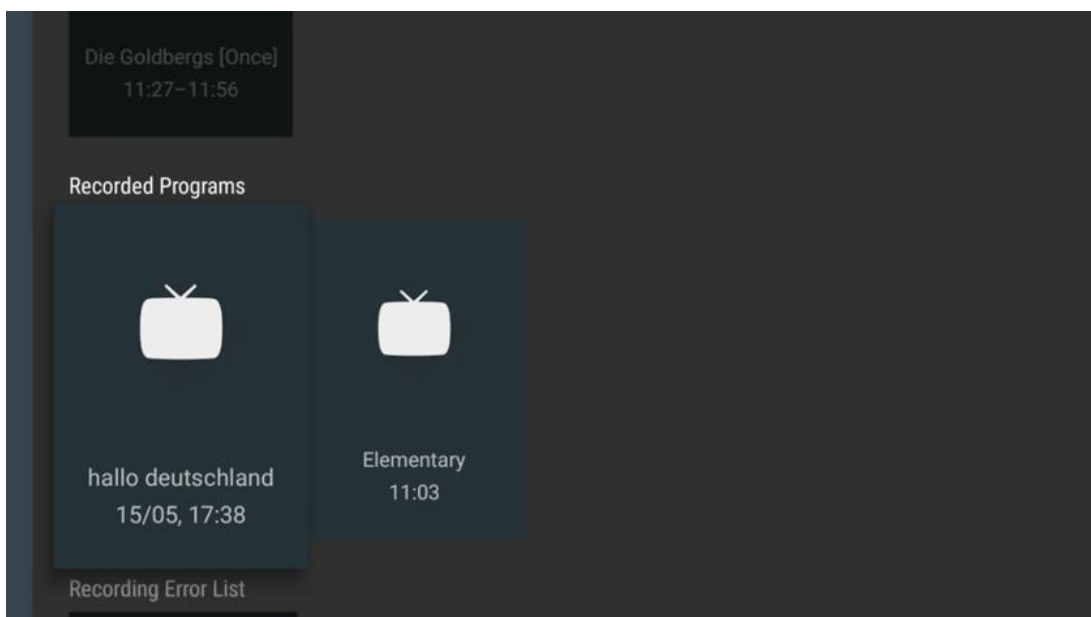 Die Goldbergs [Once]
11:27–11:56
Recorded Programs
hallo deutschland
15/05, 17:38
Elementary
11:03
Recording Error List